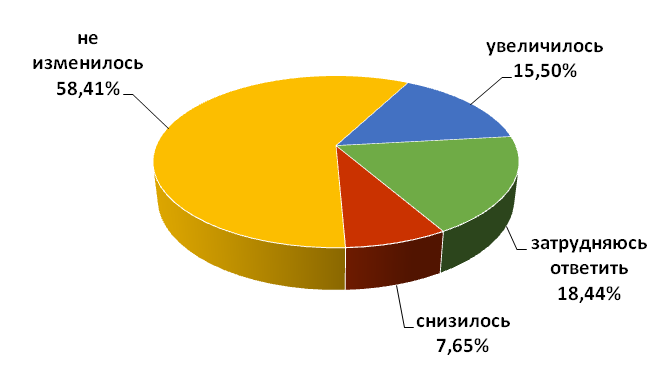 не
изменилось
58,41%
увеличилось
15,50%
затрудняюсь
ответить
18,44%
снизилось
7,65%